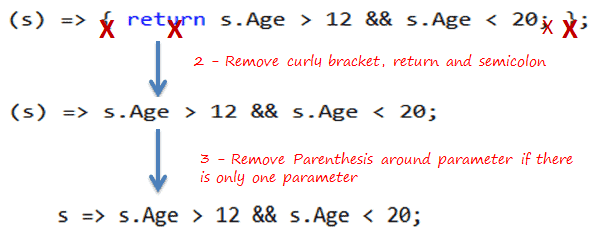 (s) => { return s.Age > 12 && s.Age < 20; };
X X X X
2 - Remove curly bracket, return and semicolon
(s) => s.Age > 12 && s.Age < 20;
3 - Remove Parenthesis around parameter if there
is only one parameter
s => s.Age > 12 && s.Age < 20;